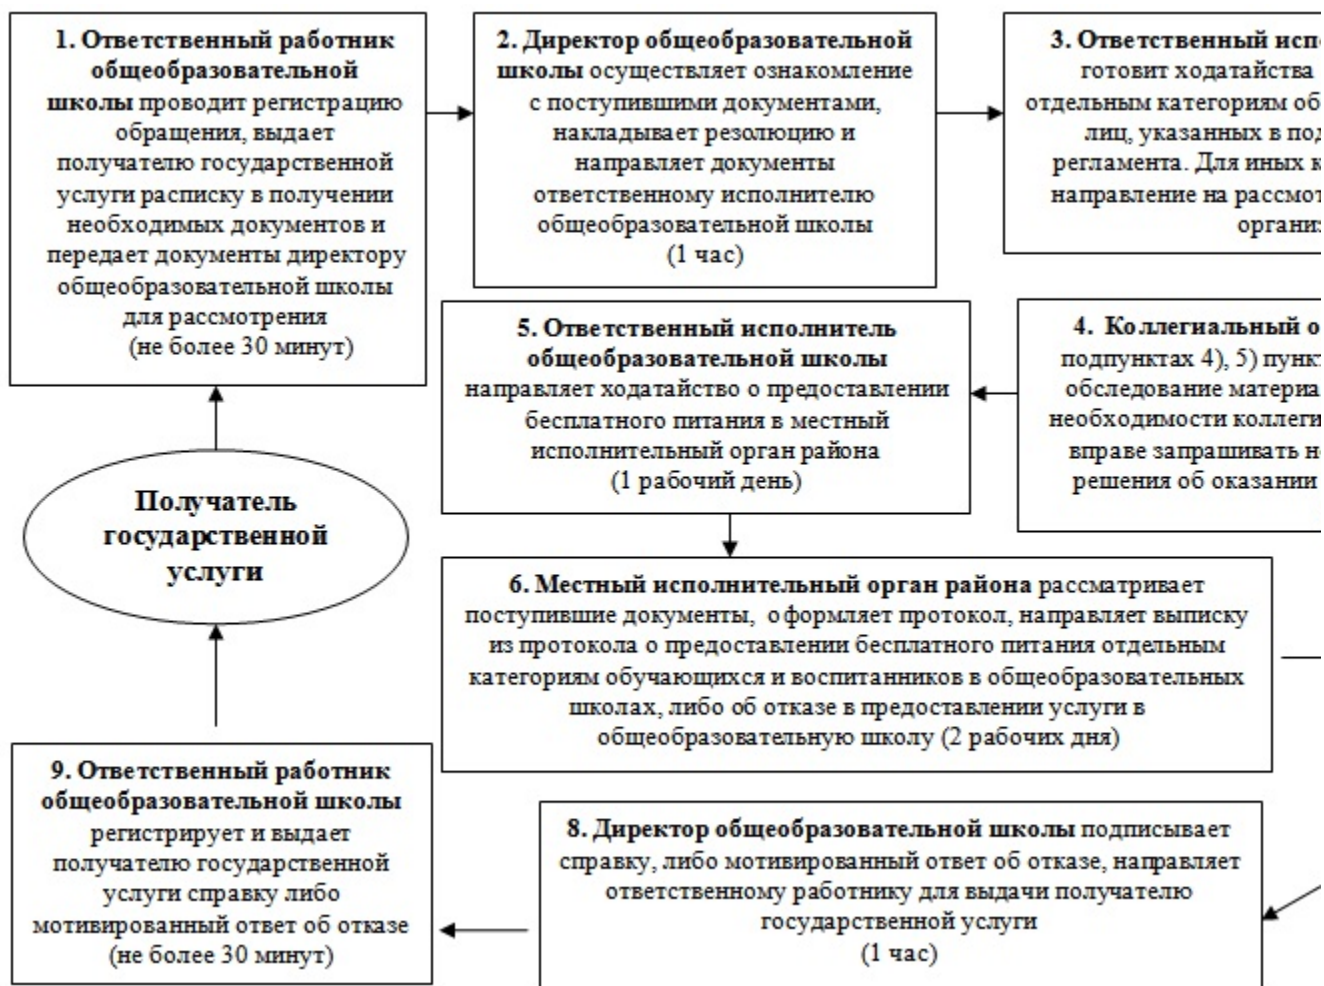 1. Ответственный работник
общеобразовательной
школы проводит регистрацию
обращения, выдает
получателю государственной
услуги расписку в получении
необходимых документов и
передает документы директору
общеобразовательной школы
для рассмотрения
(не более 30 минут)
2. Директор общеобразовательной
школы осуществляет ознакомление
с поступившими документами,
накладывает резолюцию и
направляет документы
ответственному исполнителю
общеобразовательной школы
(1 час)
3. Ответственный
готовит ходатайства
отдельным категориям
лиц, указанных в
регламента. Для иных
направление на
4. Коллегиальный
подпунктах 4), 5)
обследование
необходимости
вправе запрашивать
решения об оказании
5. Ответственный исполнитель
общеобразовательной школы
направляет ходатайство о предоставлении
бесплатного питания в местный
исполнительный орган района
(1 рабочий день)
Получатель
государственной
услуги
6. Местный исполнительный орган района рассматривает
поступившие документы, оформляет протокол, направляет выписку
из протокола о предоставлении бесплатного питания отдельным
категориям обучающихся и воспитанников в общеобразовательных
школах, либо об отказе в предоставлении услуги в
общеобразовательную школу (2 рабочих дня)
8. Директор общеобразовательной школы подписывает
справку, либо мотивированный ответ об отказе, направляет
ответственному работнику для выдачи получателю
государственной услуги
(1 час)
9. Ответственный работник
общеобразовательной школы
регистрирует и выдает
получателю государственной
услуги справку либо
мотивированный ответ об отказе
(не более 30 минут)